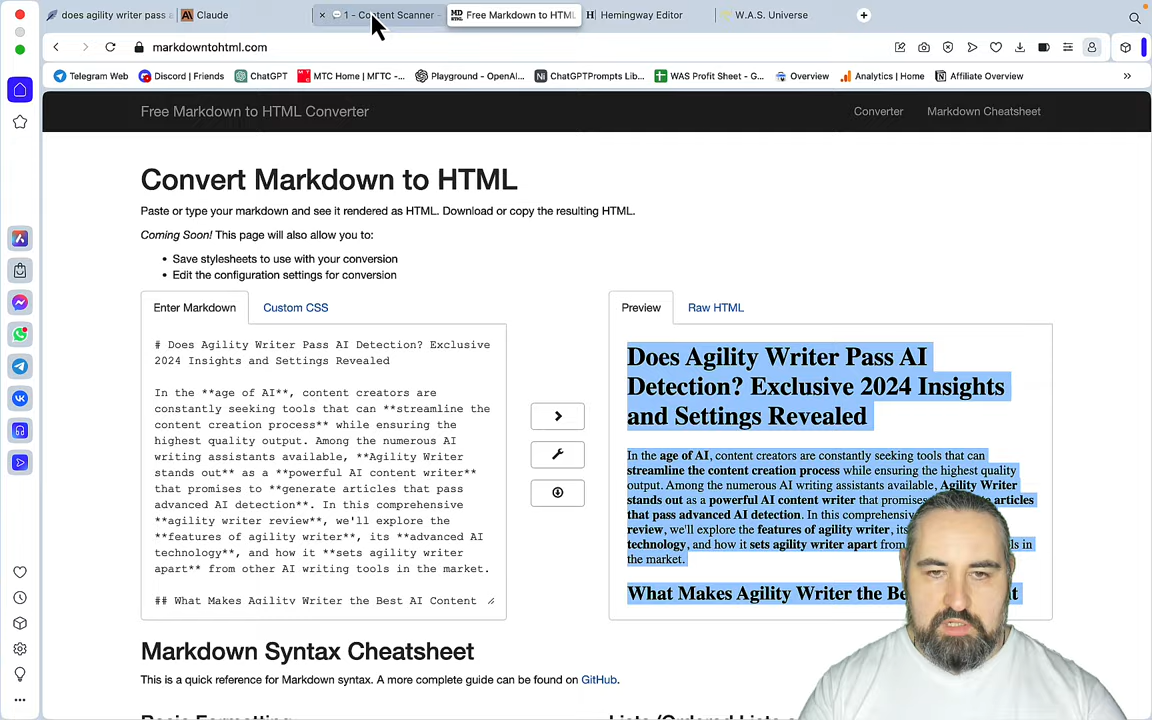 does agility writer pass a
Claude
1 - Content Scanner -
Free Markdown to HTML
Hemingway Editor
W.A.S. Universe
markdowntohtml.com
Telegram Web
Discord | Friends
ChatGPT
MTC Home | MFTC -...
Playground - OpenAI...
ChatGPTPrompts Lib...
WAS Profit Sheet - G...
Overview
Analytics | Home
Affiliate Overview
Free Markdown to HTML Converter
Converter
Markdown Cheatsheet
Convert Markdown to HTML
Paste or type your markdown and see it rendered as HTML. Download or copy the resulting HTML.
Coming Soon! This page will also allow you to:
• Save stylesheets to use with your conversion
• Edit the configuration settings for conversion
Enter Markdown
Custom CSS
# Does Agility Writer Pass AI Detection? Exclusive
2024 Insights and Settings Revealed
In the **age of AI**, content creators are
constantly seeking tools that can **streamline the
content creation process** while ensuring the
highest quality output. Among the numerous AI
writing assistants available, **Agility Writer
stands out** as a **powerful AI content writer**
that promises to **generate articles that pass
advanced AI detection**. In this comprehensive
**agility writer review**, we'll explore the
**features of agility writer**, its **advanced AI
technology**, and how it **sets agility writer
apart** from other AI writing tools in the market.
## What Makes Agility Writer the Best AI Content
Preview
Raw HTML
Does Agility Writer Pass AI
Detection? Exclusive 2024 Insights
and Settings Revealed
In the age of AI, content creators are constantly seeking tools that can
streamline the content creation process while ensuring the highest quality
output. Among the numerous AI writing assistants available, Agility Writer
stands out as a powerful AI content writer that promises articles
that pass advanced AI detection. In this comprehensive
review, we'll explore the features of agility writer, its
technology, and how it sets agility writer apart from in
the market.
What Makes Agility Writer the
Markdown Syntax Cheatsheet
This is a quick reference for Markdown syntax. A more complete guide can be found on GitHub.
Basic Formatting